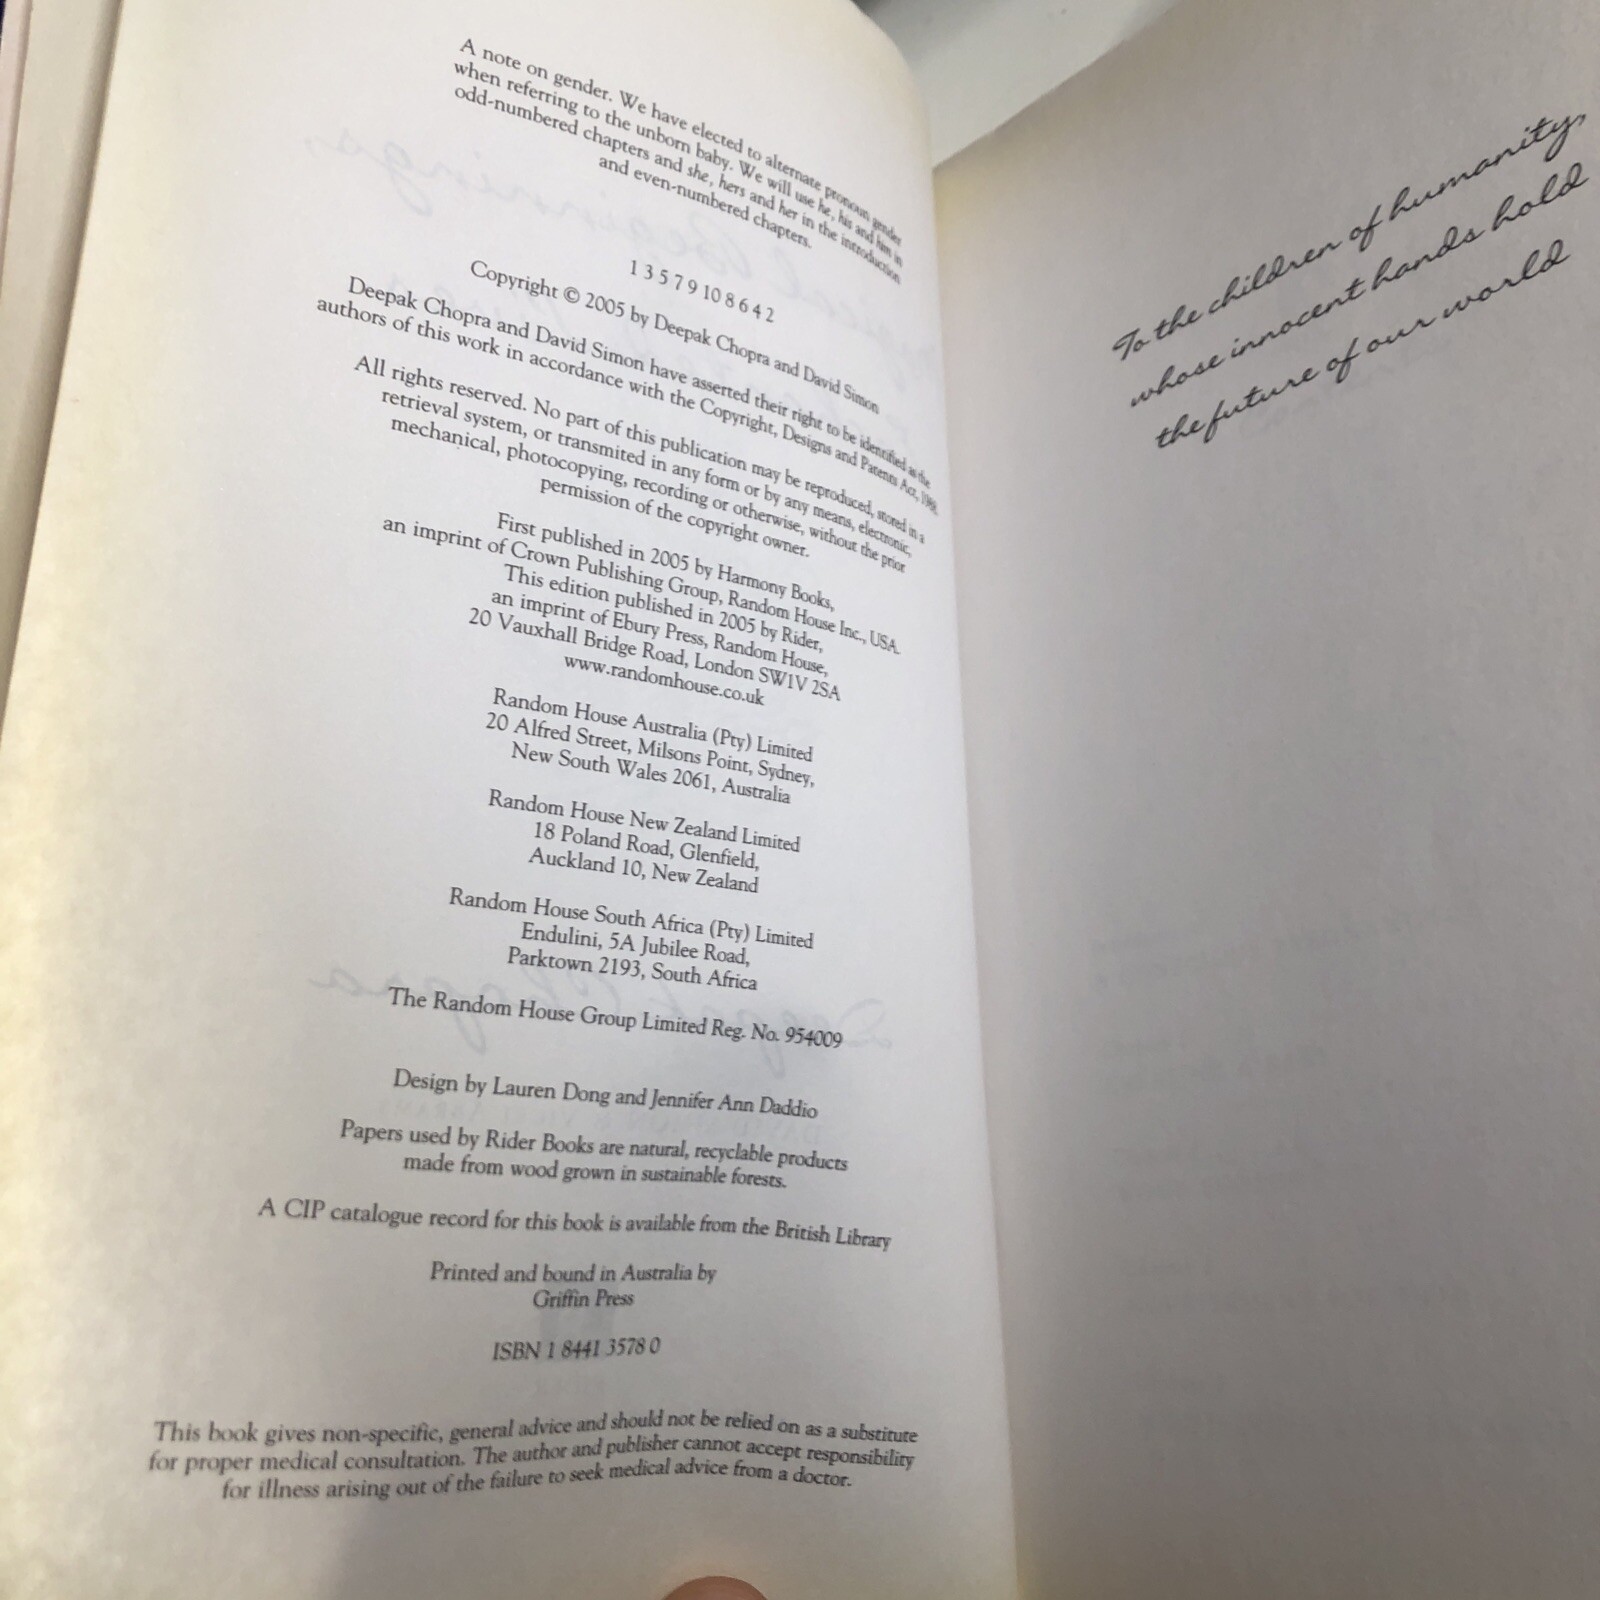 A note on gender. We have elected to alternate pronoun gender
when referring to the unborn baby. We will use he, his and him in
odd-numbered chapters and she, hers and her in the introduction
and even-numbered chapters.
1 3 5 7 9 10 8 6 4 2
Copyright © 2005 by Deepak Chopra and David Simon
Deepak Chopra and David Simon have asserted their right to be identified as the
authors of this work in accordance with the Copyright, Designs and Patents Act, 1988.
All rights reserved. No part of this publication may be reproduced, stored in a
retrieval system, or transmitted in any form or by any means, electronic,
mechanical, photocopying, recording or otherwise, without the prior
permission of the copyright owner.
First published in 2005 by Harmony Books,
an imprint of Crown Publishing Group, Random House Inc., USA.
This edition published in 2005 by Rider,
an imprint of Ebury Press, Random House,
20 Vauxhall Bridge Road, London SW1V 2SA
www.randomhouse.co.uk
Random House Australia (Pty) Limited
20 Alfred Street, Milsons Point, Sydney,
New South Wales 2061, Australia
Random House New Zealand Limited
18 Poland Road, Glenfield,
Auckland 10, New Zealand
Random House South Africa (Pty) Limited
Endulini, 5A Jubilee Road,
Parktown 2193, South Africa
The Random House Group Limited Reg. No. 954009
Design by Lauren Dong and Jennifer Ann Daddio
Papers used by Rider Books are natural, recyclable products
made from wood grown in sustainable forests.
A CIP catalogue record for this book is available from the British Library
Printed and bound in Australia by
Griffin Press
ISBN 1 8441 3578 0
This book gives non-specific, general advice and should not be relied on as a substitute
for proper medical consultation. The author and publisher cannot accept responsibility
for illness arising out of the failure to seek medical advice from a doctor.
To the children of humanity,
whose innocent hands hold
the future of our world